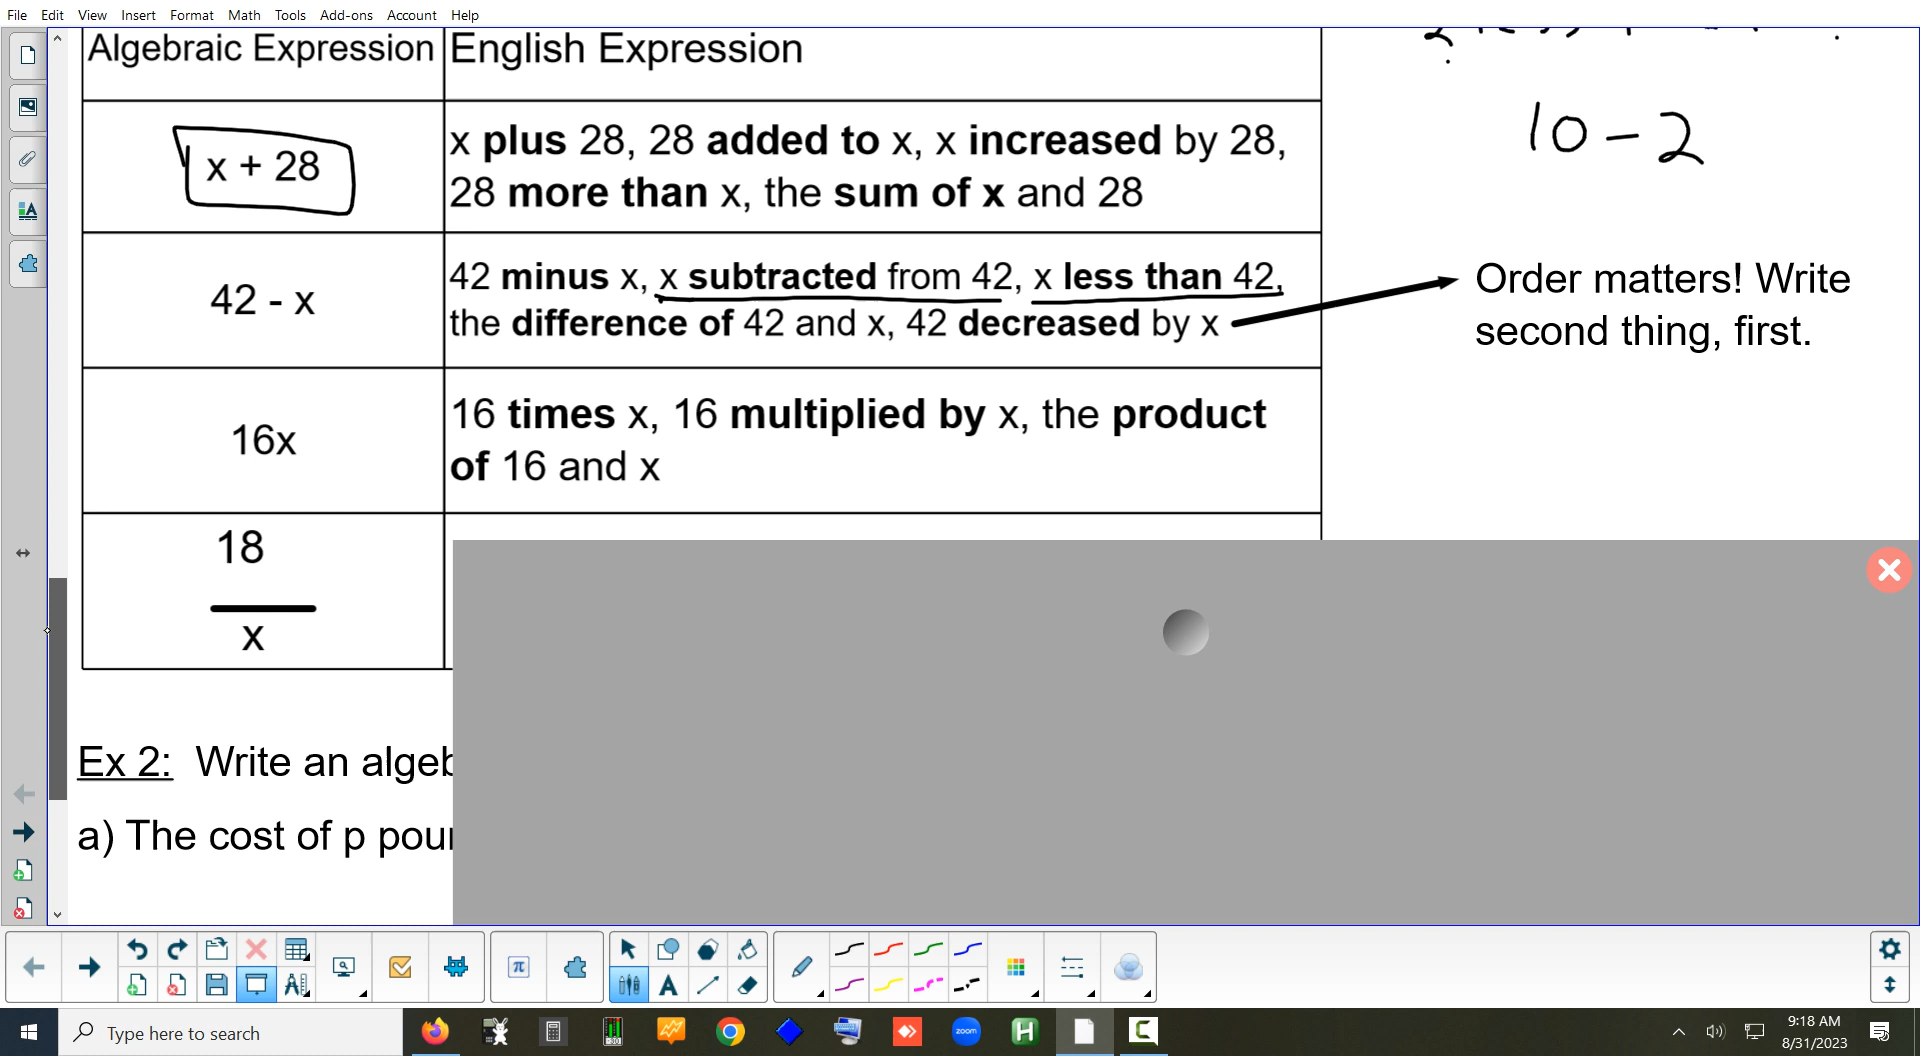 File Edit View Insert Format Math Tools Add-ons Account Help
Algebraic Expression English Expression
10 - 2
x + 28
x plus 28, 28 added to x, x increased by 28,
28 more than x, the sum of x and 28
42 - x
42 minus x, x subtracted from 42, x less than 42,
the difference of 42 and x, 42 decreased by x
Order matters! Write
second thing, first.
16x
16 times x, 16 multiplied by x, the product
of 16 and x
18
x
Ex 2: Write an algeb
a) The cost of p pour
π
A
Type here to search
zoom
H
C
9:18 AM
8/31/2023